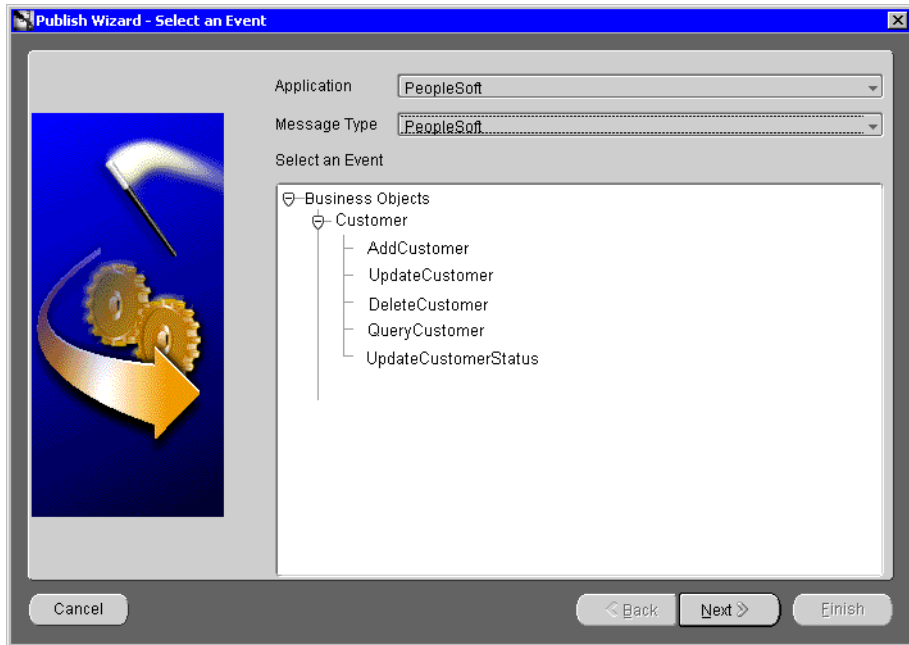 Publish Wizard - Select an Event
Application PeopleSoft
Message Type PeopleSoft
Select an Event
Business Objects
Customer
AddCustomer
UpdateCustomer
DeleteCustomer
QueryCustomer
UpdateCustomerStatus
Cancel Back Next Finish